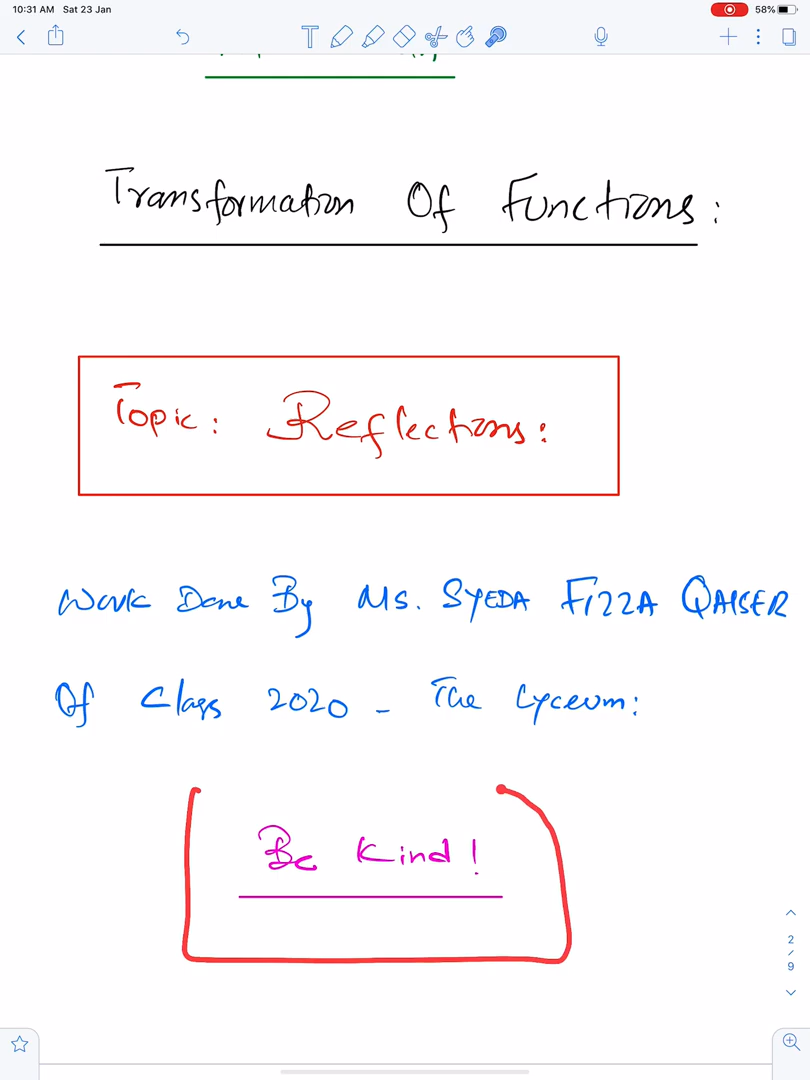 10:31 AM Sat 23 Jan
58%
Transformation Of Functions:
Topic: Reflections:
Work Done By Ms. SYEDA FIZZA QAISER
Of Class 2020 - The Lyceum:
Be Kind!
2
/
9